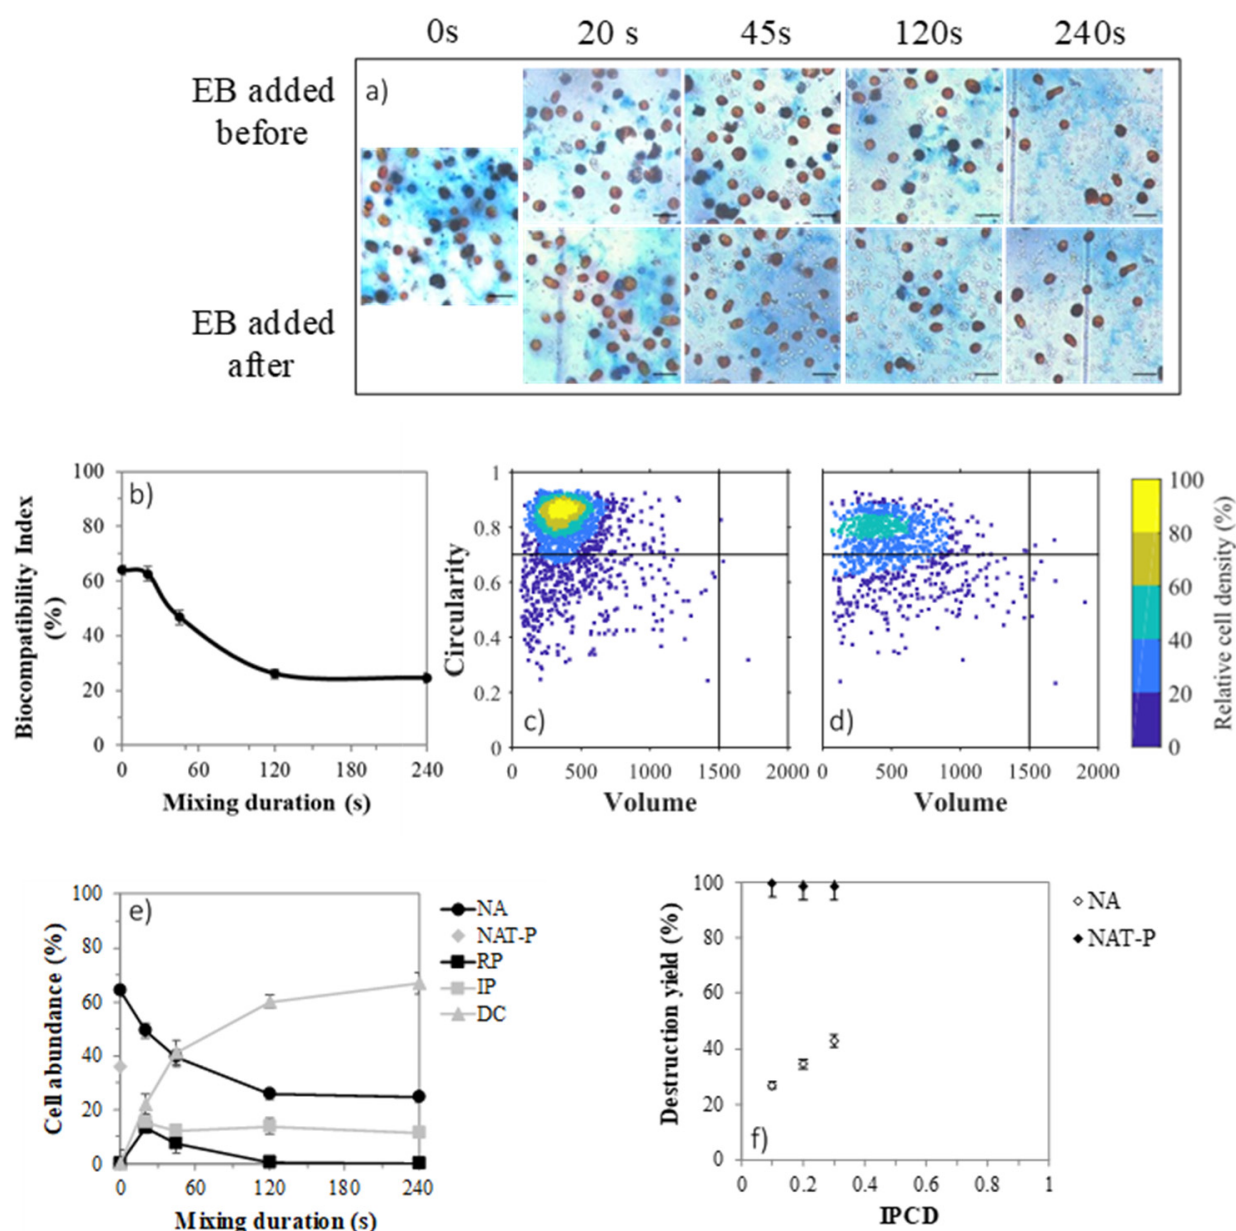 0s 20 s 45s 120s 240s
EB added
before
a)
EB added
after
100
80
60
40
20
0
b)
Biocompatibility Index
(%)
0 60 120 180 240
Mixing duration (s)
1
0.8
0.6
0.4
0.2
0
Circularity
c)
0 500 1000 1500 2000
Volume
d)
0 500 1000 1500 2000
Volume
100
80
60
40
20
0
Relative cell density (%)
100
80
60
40
20
0
e)
Cell abundance (%)
0 60 120 180 240
Mixing duration (s)
NA
NAT-P
RP
IP
DC
100
80
60
40
20
0
Destruction yield (%)
f)
0 0.2 0.4 0.6 0.8 1
IPCD
NA
NAT-P